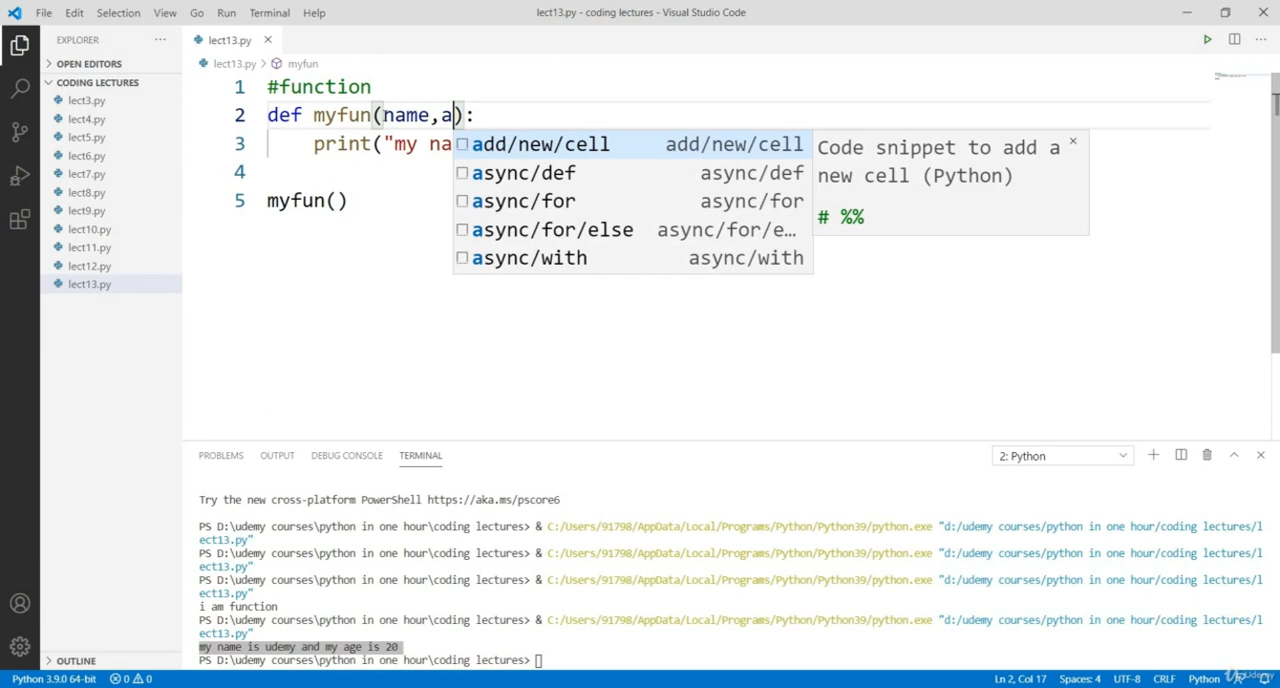 File Edit Selection View Go Run Terminal Help
lect13.py - coding lectures - Visual Studio Code
EXPLORER
lect13.py
OPEN EDITORS
lect13.py > myfun
CODING LECTURES
lect3.py
lect4.py
lect5.py
lect6.py
lect7.py
lect8.py
lect9.py
lect10.py
lect11.py
lect12.py
lect13.py
OUTLINE
1 #function
2 def myfun(name,a):
3 print("my na
4
5 myfun()
add/new/cell add/new/cell
async/def async/def
async/for async/for
async/for/else async/for/e...
async/with async/with
Code snippet to add a
new cell (Python)
# %%
PROBLEMS OUTPUT DEBUG CONSOLE TERMINAL
2: Python
Try the new cross-platform PowerShell https://aka.ms/pscore6
PS D:\udemy courses\python in one hour\coding lectures> & C:/Users/91798/AppData/Local/Programs/Python/Python39/python.exe "d:/udemy courses/python in one hour/coding lectures/l
ect13.py"
PS D:\udemy courses\python in one hour\coding lectures> & C:/Users/91798/AppData/Local/Programs/Python/Python39/python.exe "d:/udemy courses/python in one hour/coding lectures/l
ect13.py"
PS D:\udemy courses\python in one hour\coding lectures> & C:/Users/91798/AppData/Local/Programs/Python/Python39/python.exe "d:/udemy courses/python in one hour/coding lectures/l
ect13.py"
i am function
PS D:\udemy courses\python in one hour\coding lectures> & C:/Users/91798/AppData/Local/Programs/Python/Python39/python.exe "d:/udemy courses/python in one hour/coding lectures/l
ect13.py"
my name is udemy and my age is 20
PS D:\udemy courses\python in one hour\coding lectures>
Python 3.9.0 64-bit 0 0
Ln 2, Col 17 Spaces: 4 UTF-8 CRLF Python
Udemy